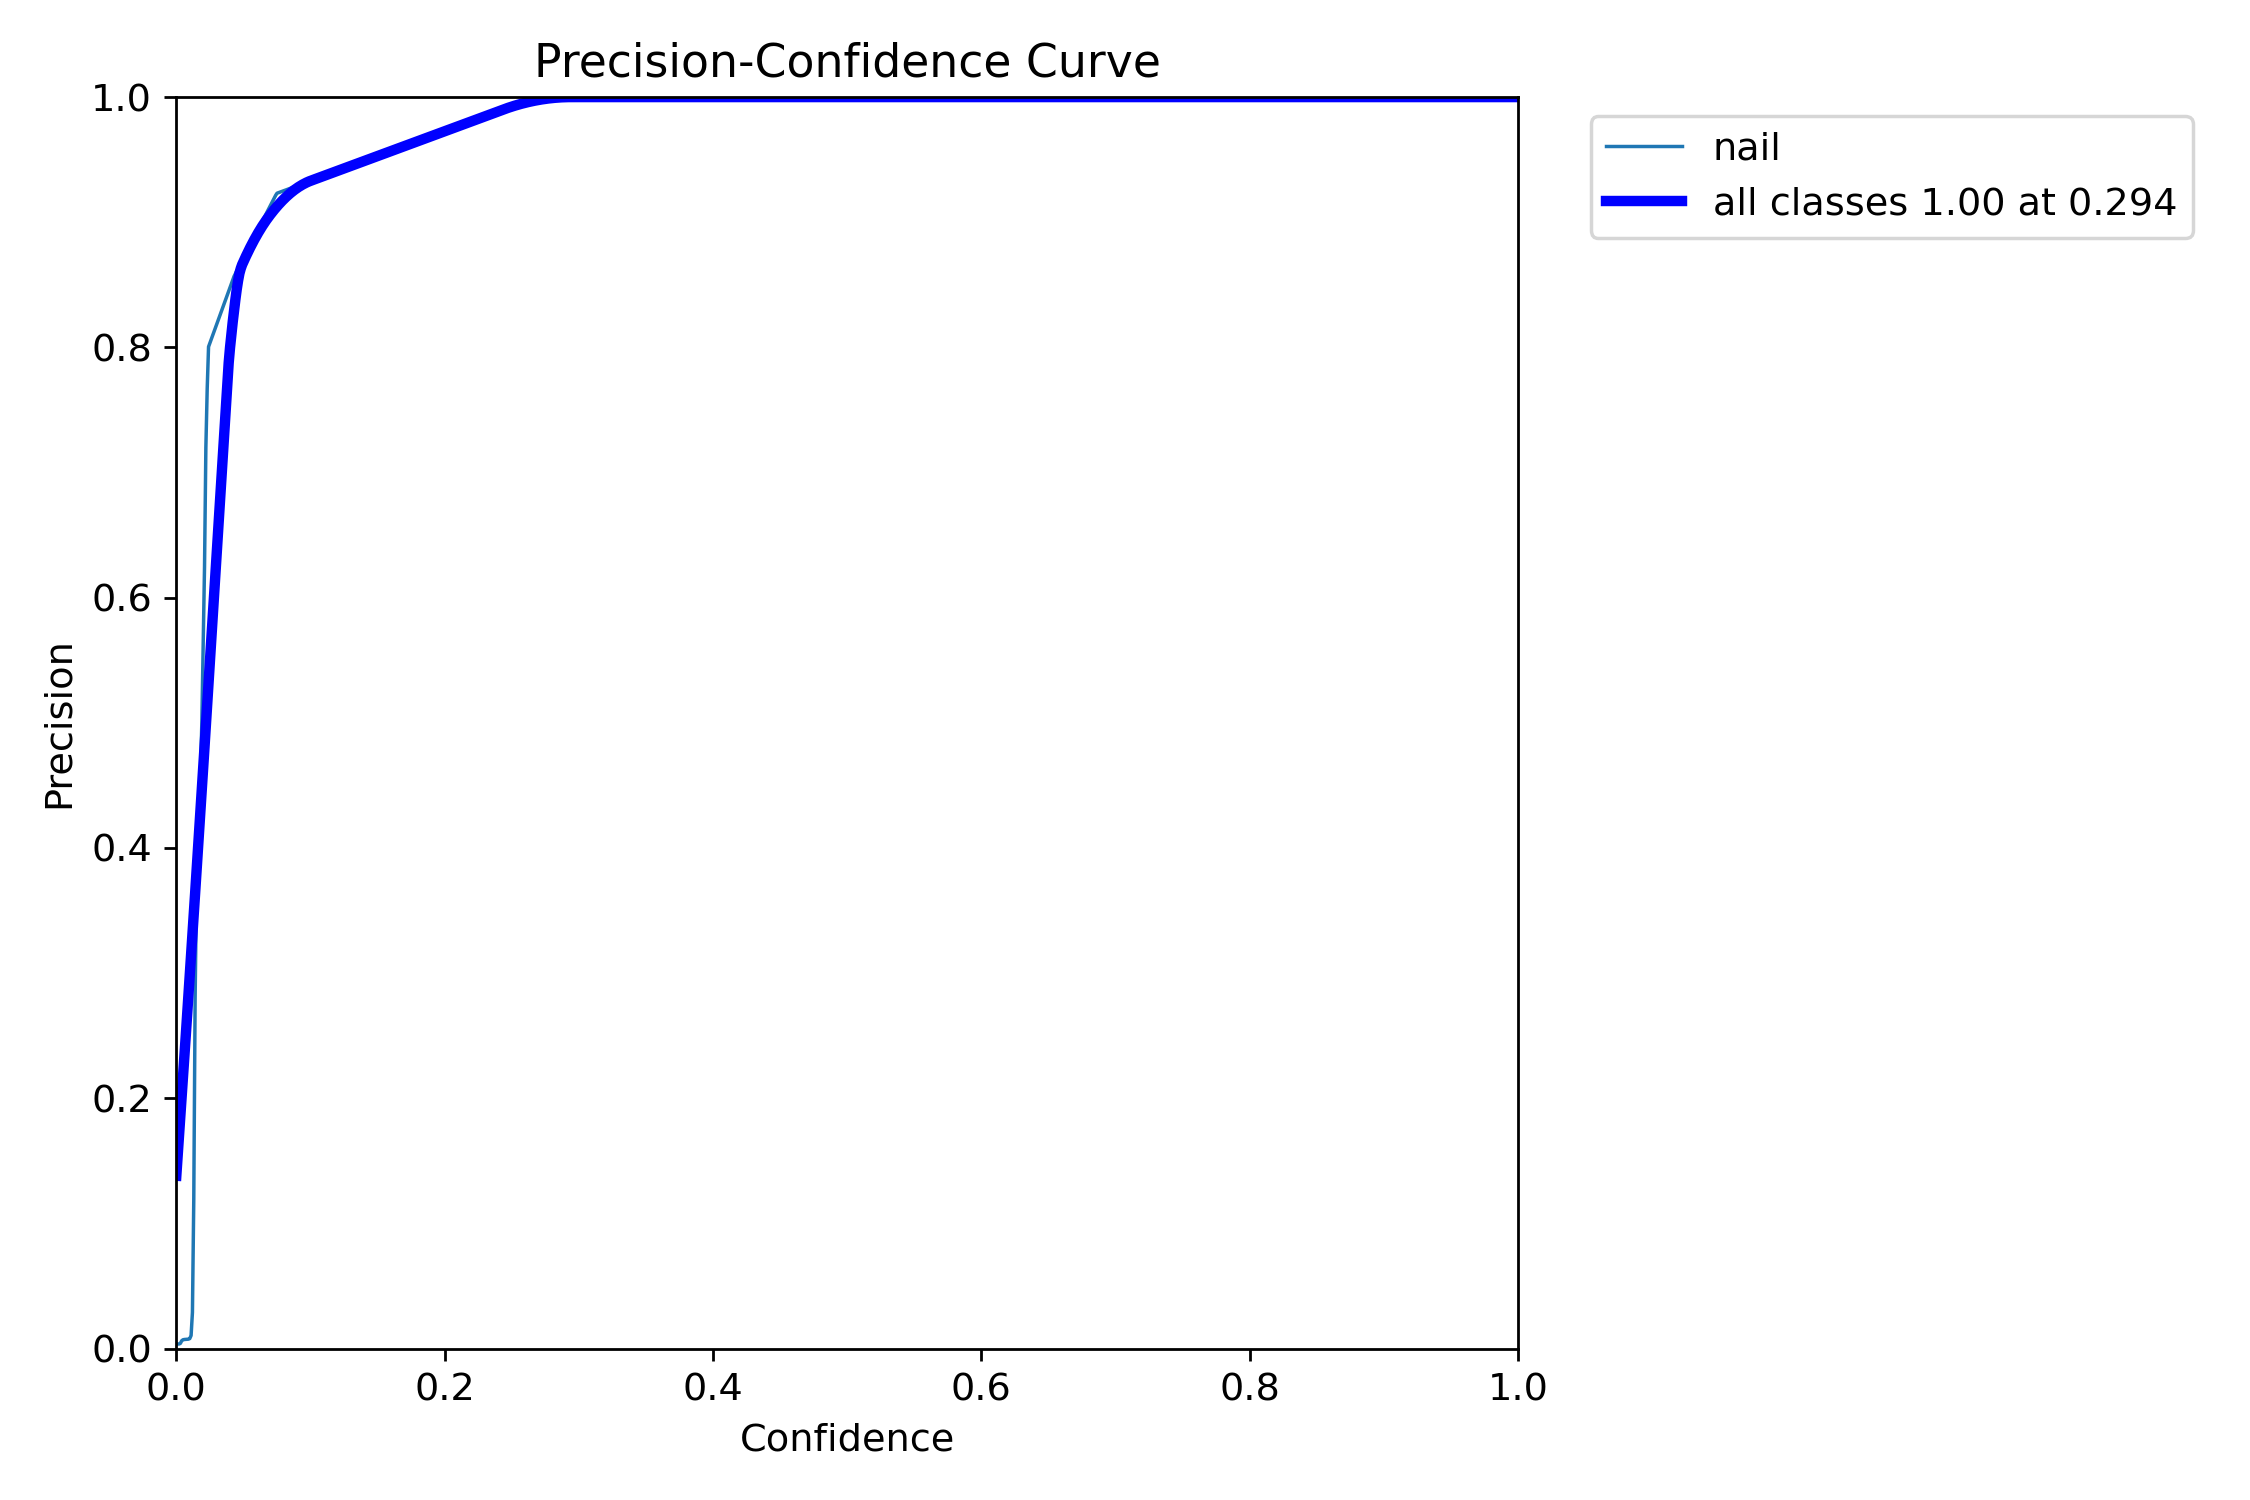 Precision-Confidence Curve
1.0
0.8
0.6
0.4
0.2
0.0
Precision
0.0 0.2 0.4 0.6 0.8 1.0
Confidence
nail
all classes 1.00 at 0.294